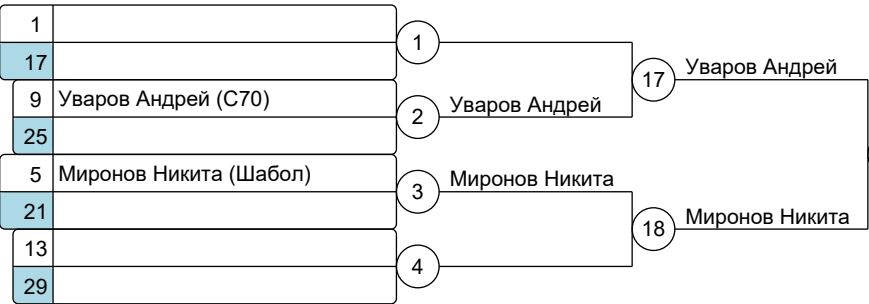 1
1
17
17
Уваров Андрей
9
Уваров Андрей (С70)
2
Уваров Андрей
25
5
Миронов Никита (Шабол)
3
Миронов Никита
21
18
Миронов Никита
13
4
29